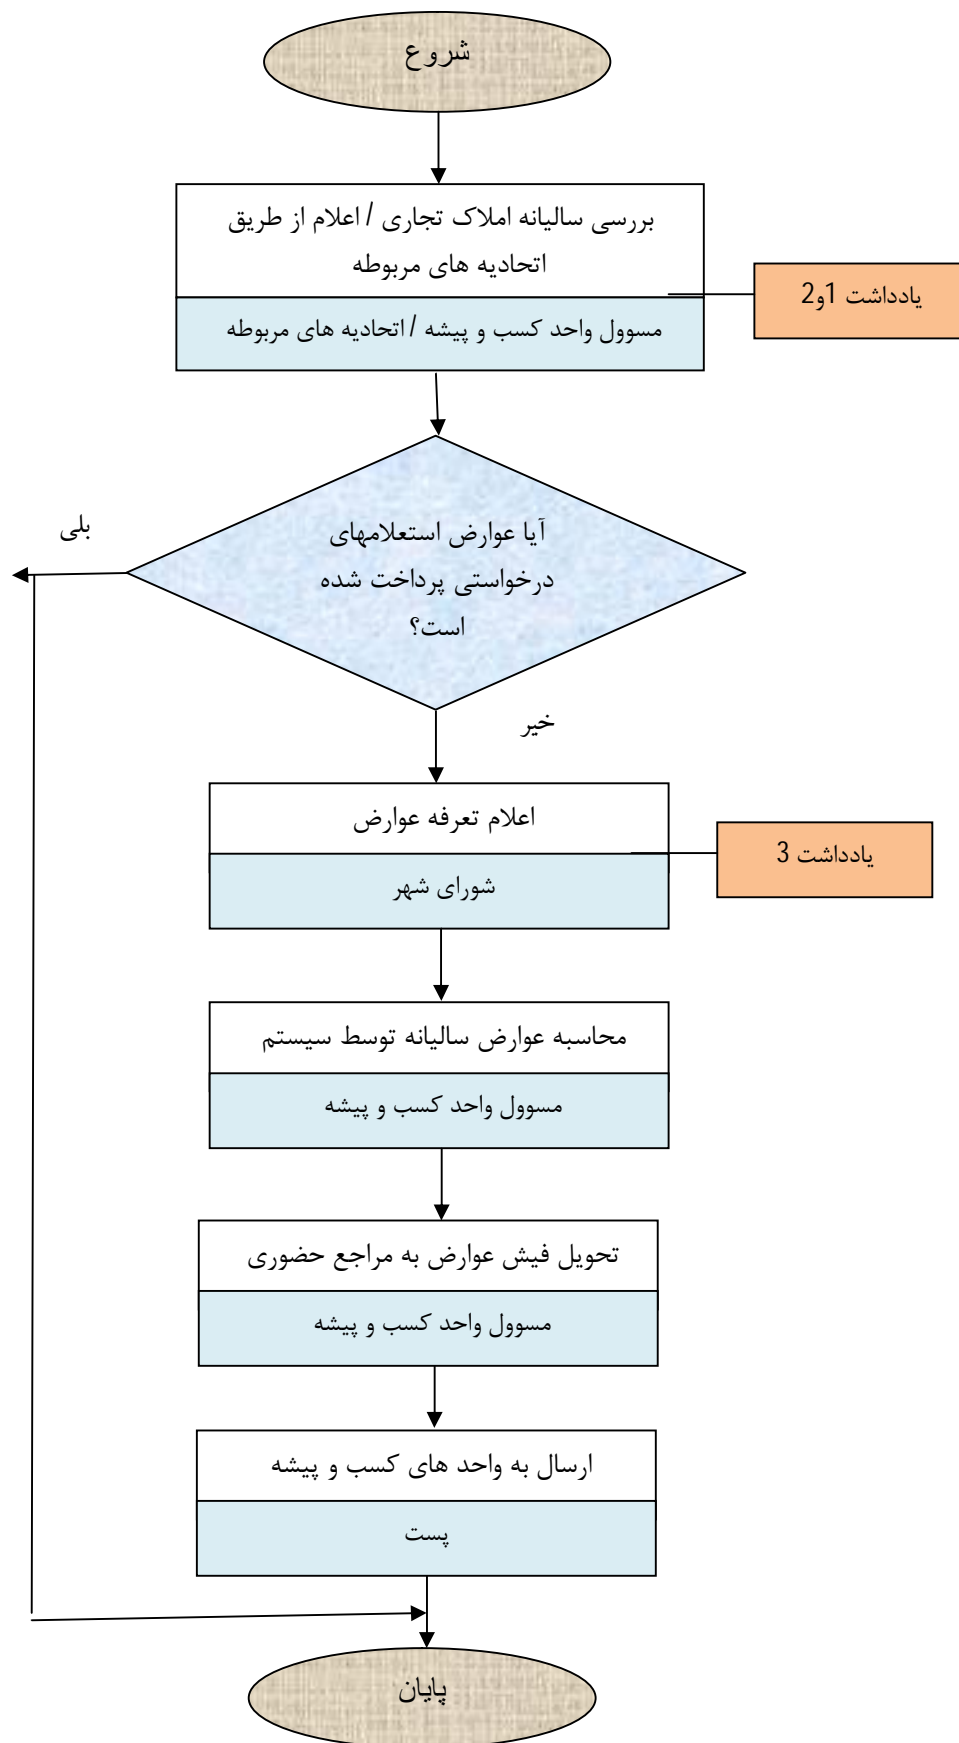 شروع
بررسی سالیانه املاک تجاری / اعلام از طریق
اتحادیه های مربوطه
مسوول واحد کسب و پیشه / اتحادیه های مربوطه
یادداشت 1و2
آیا عوارض استعلامهای
درخواستی پرداخت شده
است؟
بلی
خیر
اعلام تعرفه عوارض
شورای شهر
یادداشت 3
محاسبه عوارض سالیانه توسط سیستم
مسوول واحد کسب و پیشه
تحویل فیش عوارض به مراجع حضوری
مسوول واحد کسب و پیشه
ارسال به واحد های کسب و پیشه
پست
پایان